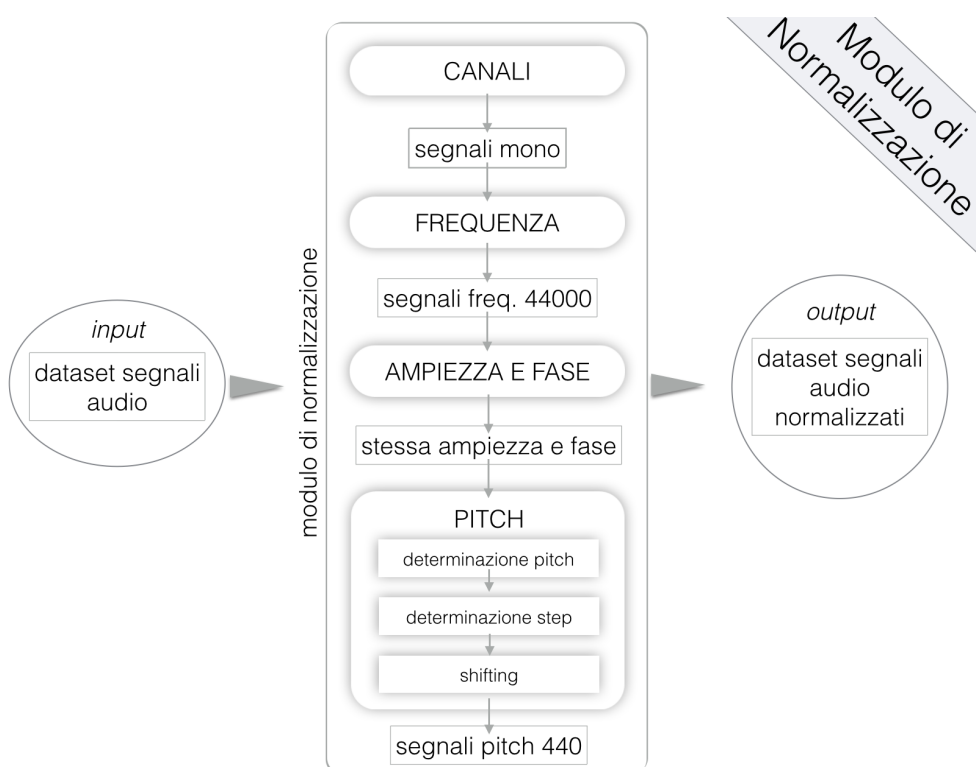 Modulo di
Normalizzazione
input
dataset segnali
audio
modulo di normalizzazione
CANALI
segnali mono
FREQUENZA
segnali freq. 44000
AMPIEZZA E FASE
stessa ampiezza e fase
PITCH
determinazione pitch
determinazione step
shifting
segnali pitch 440
output
dataset segnali
audio
normalizzati